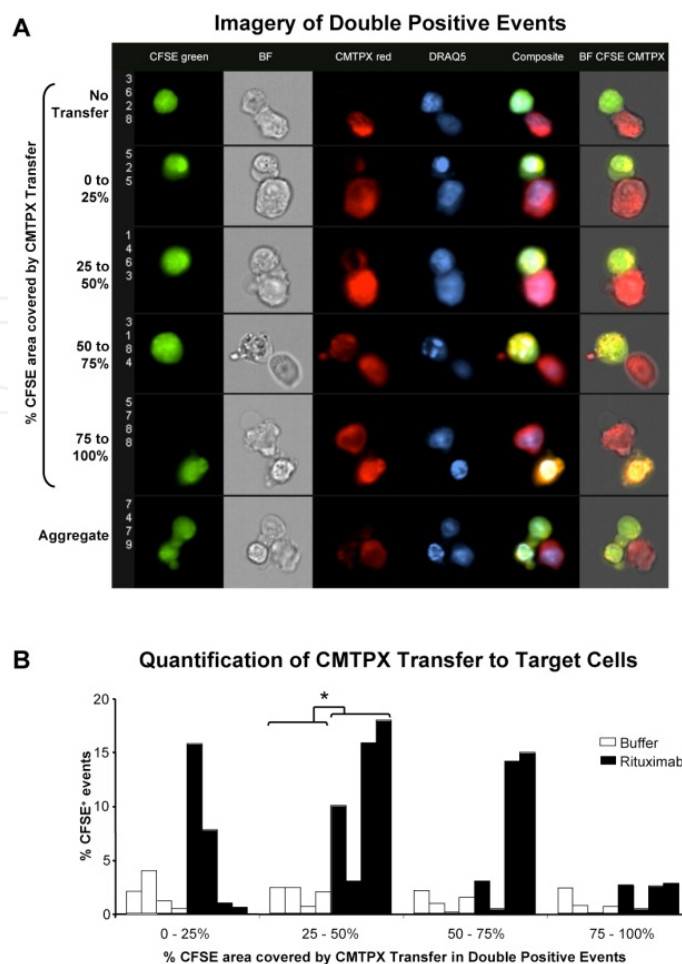 A
Imagery of Double Positive Events
CFSE green BF CMTPX red DRAQ5 Composite BF CFSE CMTPX
% CFSE area covered by CMTPX Transfer
No Transfer
3628
0 to 25%
525
25 to 50%
1463
50 to 75%
3184
75 to 100%
5788
Aggregate
7479
B
Quantification of CMTPX Transfer to Target Cells
% CFSE⁺ events
20
15
10
5
0
*
Buffer
Rituximab
0 - 25% 25 - 50% 50 - 75% 75 - 100%
% CFSE area covered by CMTPX Transfer in Double Positive Events